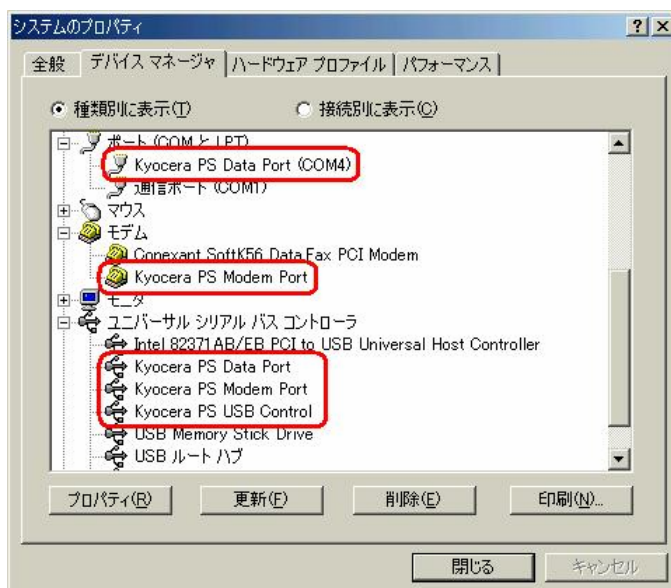 システムのプロパティ
全般 デバイス マネージャ ハードウェア プロファイル パフォーマンス
種類別に表示(T) 接続別に表示(C)
ポート (COM と LPT)
Kyocera PS Data Port (COM4)
通信ポート (COM1)
マウス
モデム
Conexant SoftK56 Data,Fax PCI Modem
Kyocera PS Modem Port
モニタ
ユニバーサル シリアル バス コントローラ
Intel 82371AB/EB PCI to USB Universal Host Controller
Kyocera PS Data Port
Kyocera PS Modem Port
Kyocera PS USB Control
USB Memory Stick Drive
USB ルート ハブ
プロパティ(R) 更新(F) 削除(E) 印刷(N)...
閉じる キャンセル